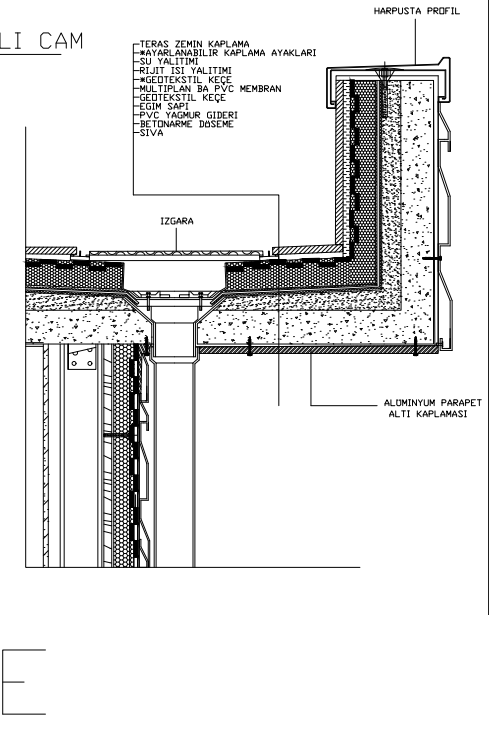 HARPUSTA PROFIL
LI CAM
TERAS ZEMIN KAPLAMA
*AYARLANABILIR KAPLAMA AYAKLARI
SU YALITIMI
RIJIT ISI YALITIMI
*GEOTEKSTIL KEÇE
MULTIPLAN BA PVC MEMBRAN
GEOTEKSTIL KEÇE
EGIM SAPI
PVC YAGMUR GIDERI
BETONARME DÖSEME
SIVA
IZGARA
ALÜMINYUM PARAPET
ALTI KAPLAMASI